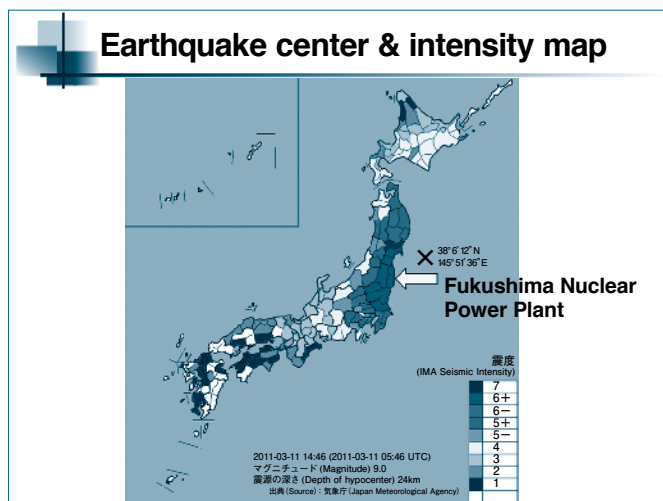 Earthquake center & intensity map
38°6′12″N
145°51′36″E
Fukushima Nuclear
Power Plant
震度
(IMA Seismic Intensity)
7
6+
6−
5+
5−
4
3
2
1
2011-03-11 14:46 (2011-03-11 05:46 UTC)
マグニチュード (Magnitude) 9.0
震源の深さ (Depth of hypocenter) 24km
出典 (Source)：気象庁 (Japan Meteorological Agency)